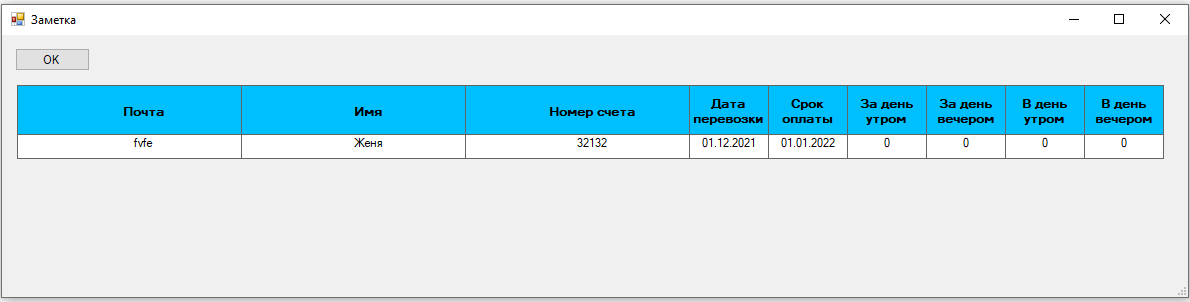 Заметка
OK
Почта Имя Номер счета Дата перевозки Срок оплаты За день утром За день вечером В день утром В день вечером
fvfe Женя 32132 01.12.2021 01.01.2022 0 0 0 0